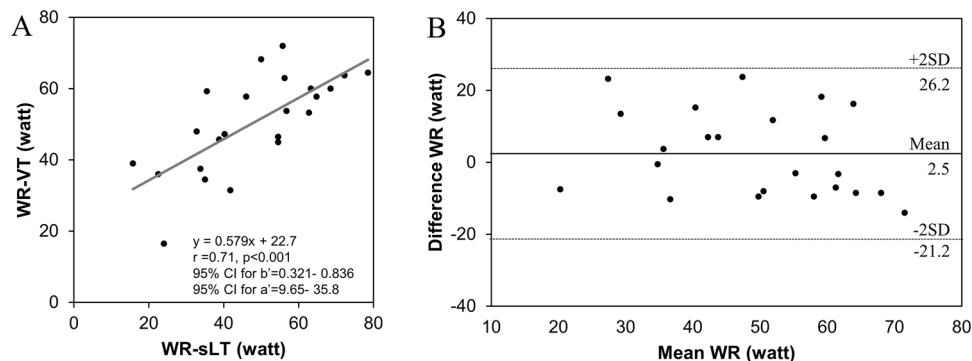 A
80
60
40
20
0
WR-VT (watt)
y = 0.579x + 22.7
r =0.71, p<0.001
95% CI for b'=0.321- 0.836
95% CI for a'=9.65- 35.8
0 20 40 60 80
WR-sLT (watt)
B
40
20
0
-20
-40
Difference WR (watt)
+2SD
26.2
Mean
2.5
-2SD
-21.2
10 20 30 40 50 60 70 80
Mean WR (watt)